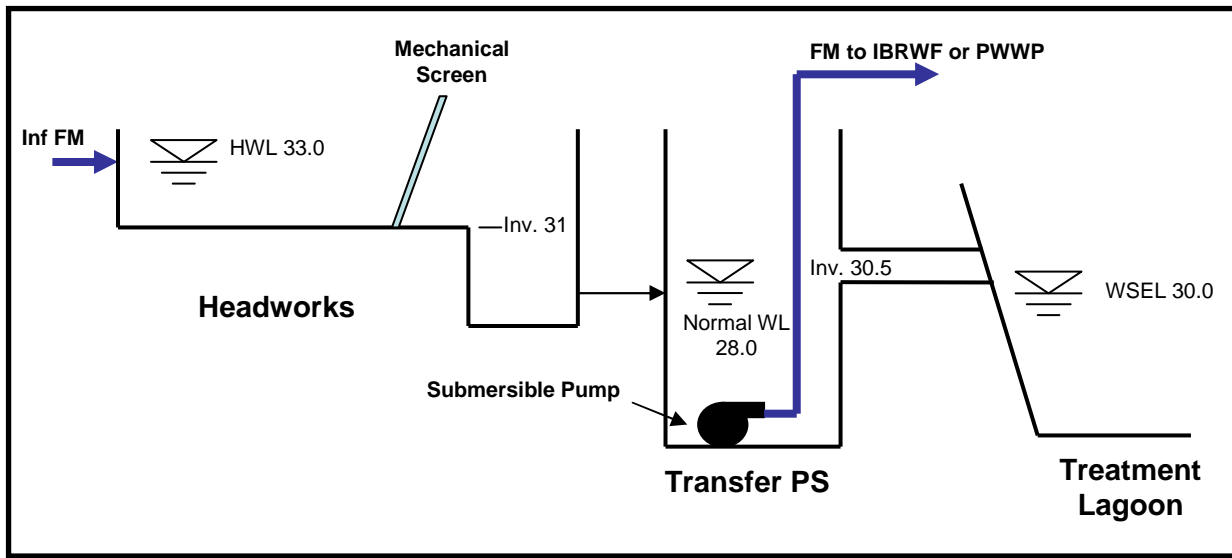 Mechanical
Screen
FM to IBRWF or PWWP
Inf FM
HWL 33.0
Inv. 31
Headworks
Normal WL
28.0
Inv. 30.5
WSEL 30.0
Submersible Pump
Transfer PS
Treatment
Lagoon